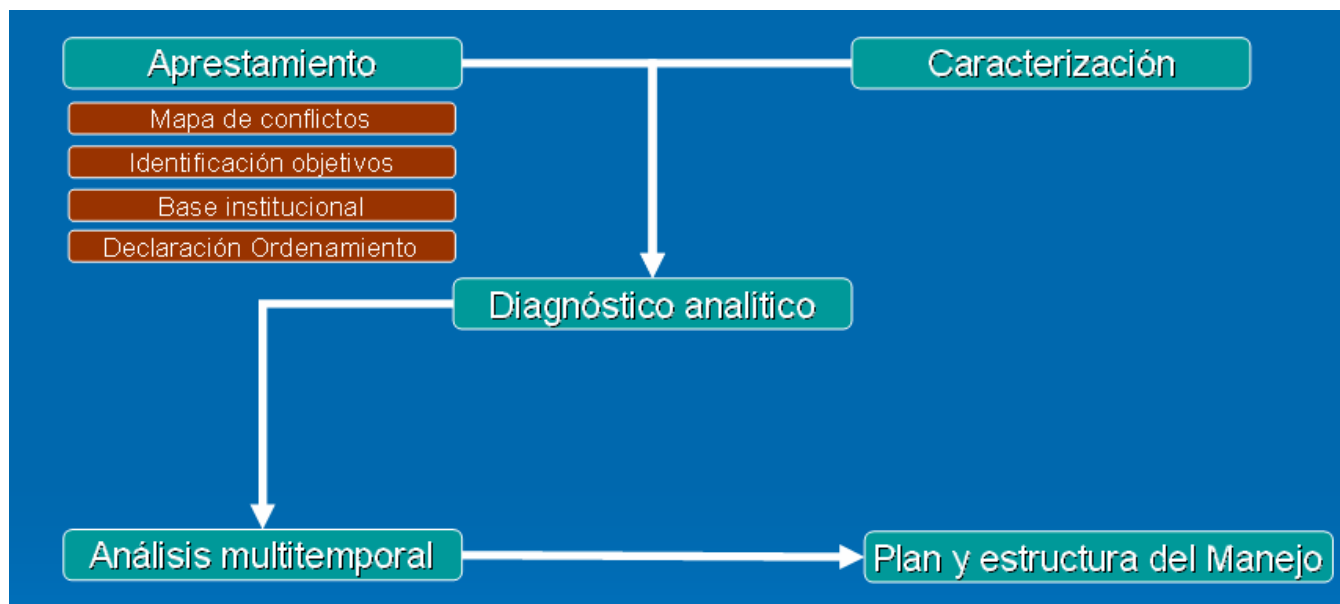 Aprestamiento
Caracterización
Mapa de conflictos
Identificación objetivos
Base institucional
Declaración Ordenamiento
Diagnóstico analítico
Análisis multitemporal
Plan y estructura del Manejo